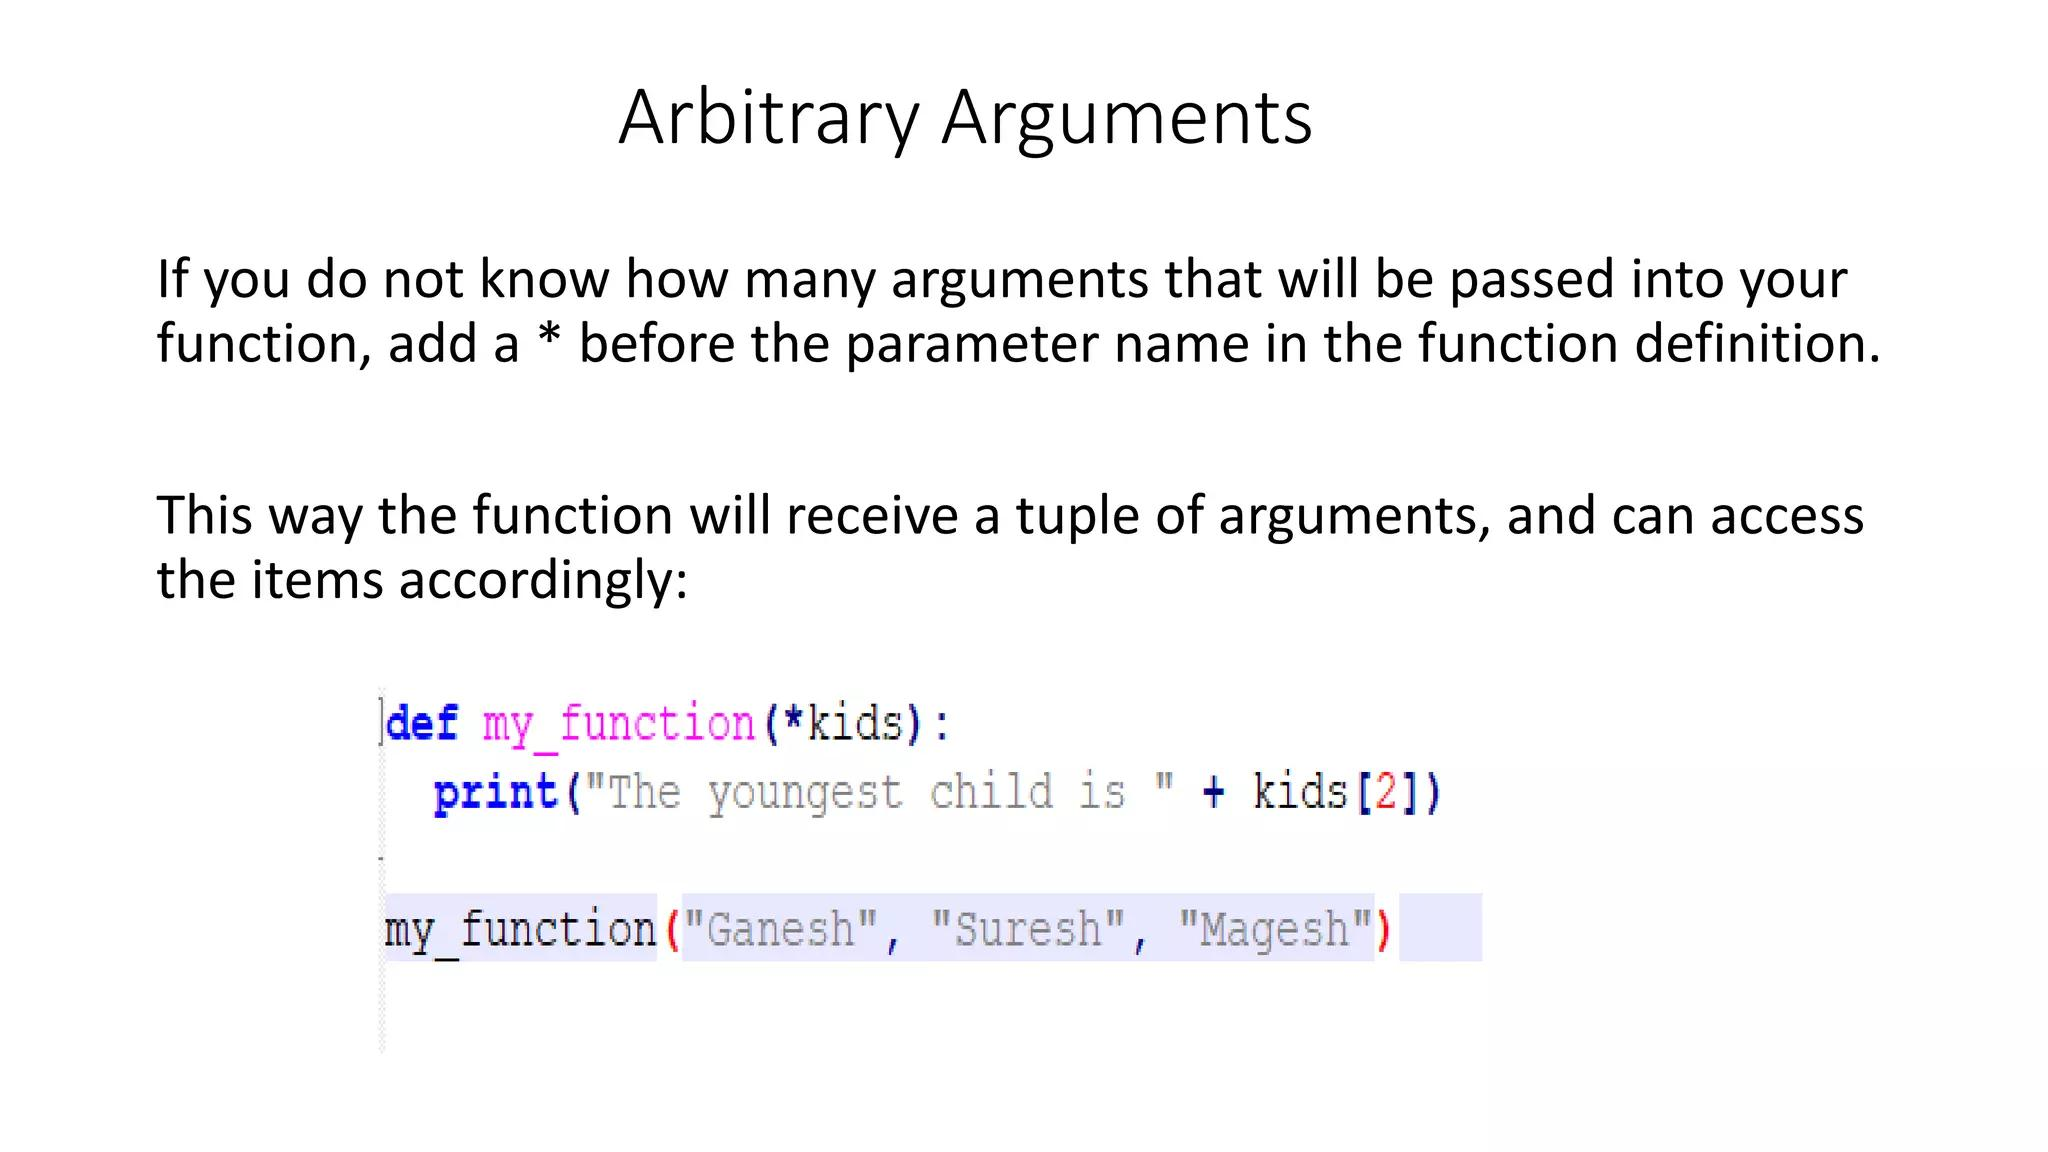 Arbitrary Arguments
If you do not know how many arguments that will be passed into your
function, add a * before the parameter name in the function definition.
This way the function will receive a tuple of arguments, and can access
the items accordingly:
def my_function(*kids):
  print("The youngest child is " + kids[2])
my_function("Ganesh", "Suresh", "Magesh")